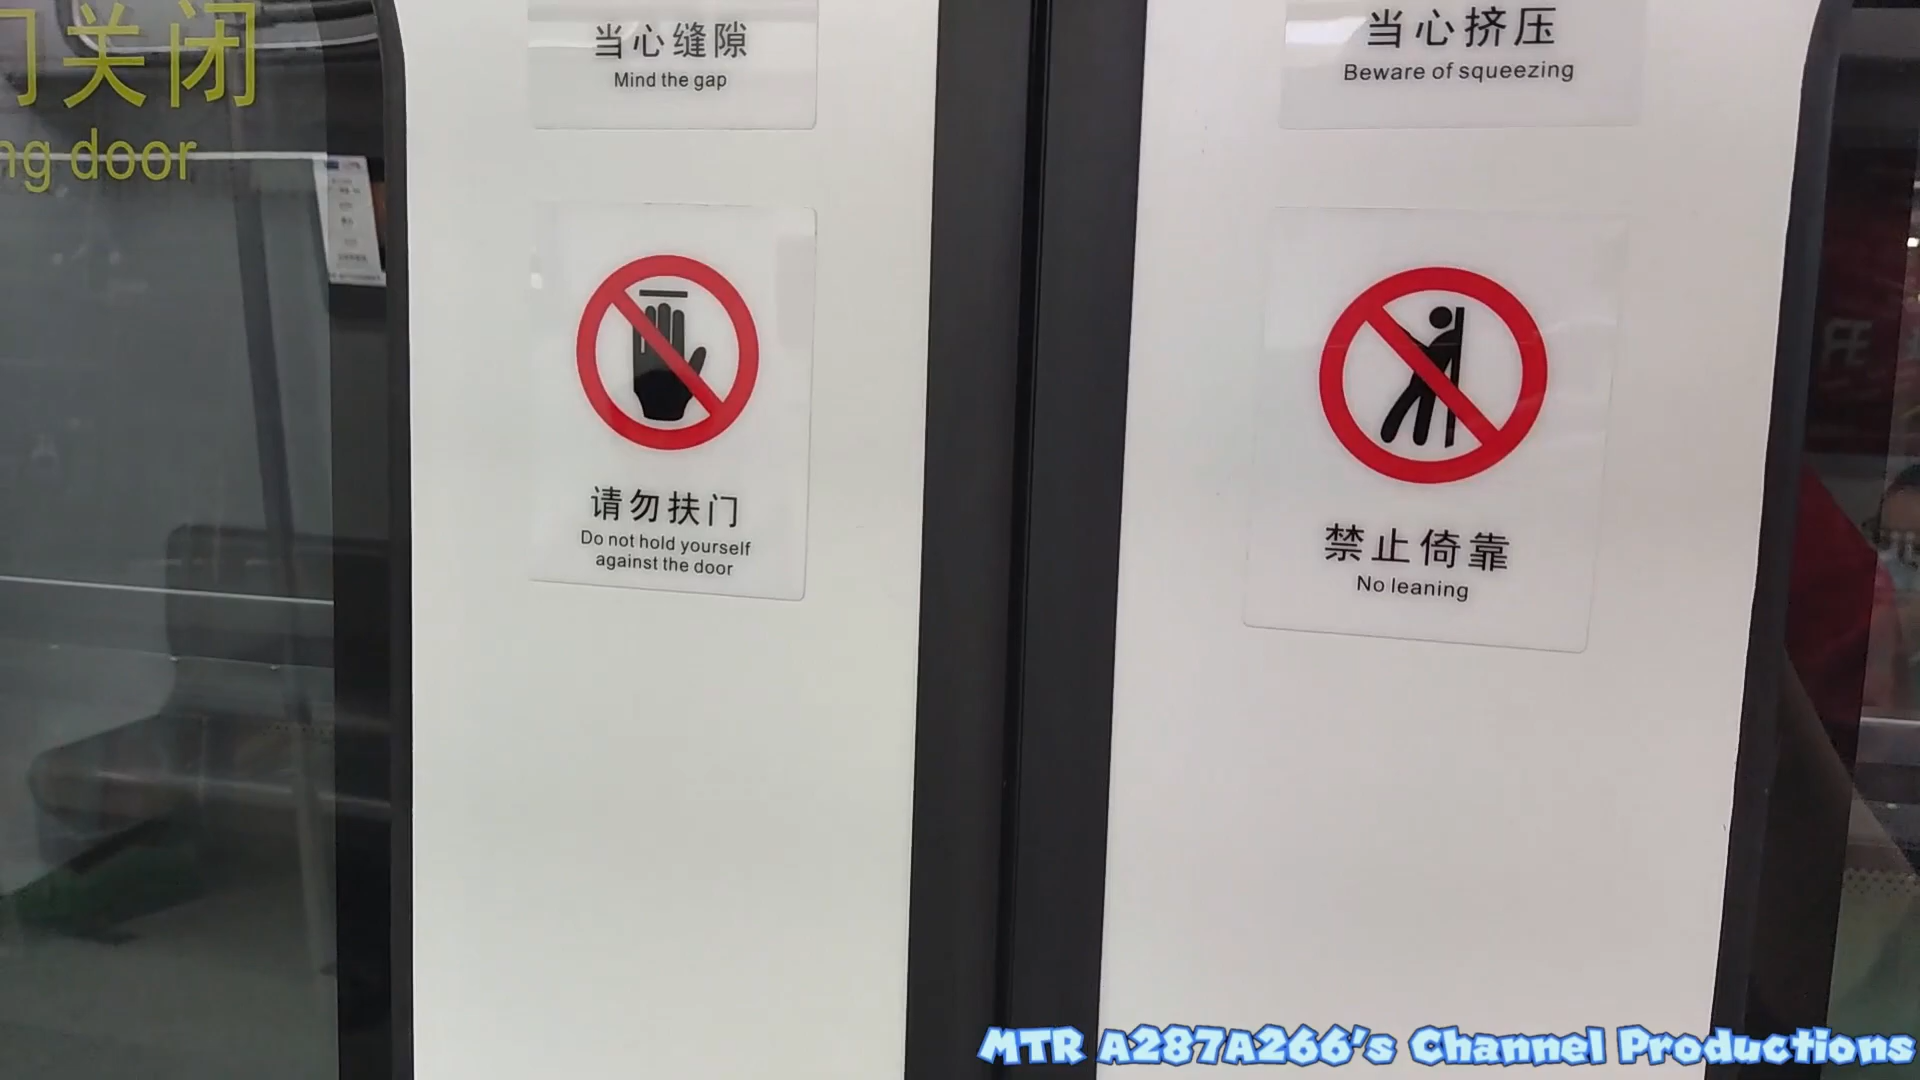 门关闭
ng door
当心缝隙
Mind the gap
请勿扶门
Do not hold yourself
against the door
当心挤压
Beware of squeezing
禁止倚靠
No leaning
MTR A287A266's Channel Productions